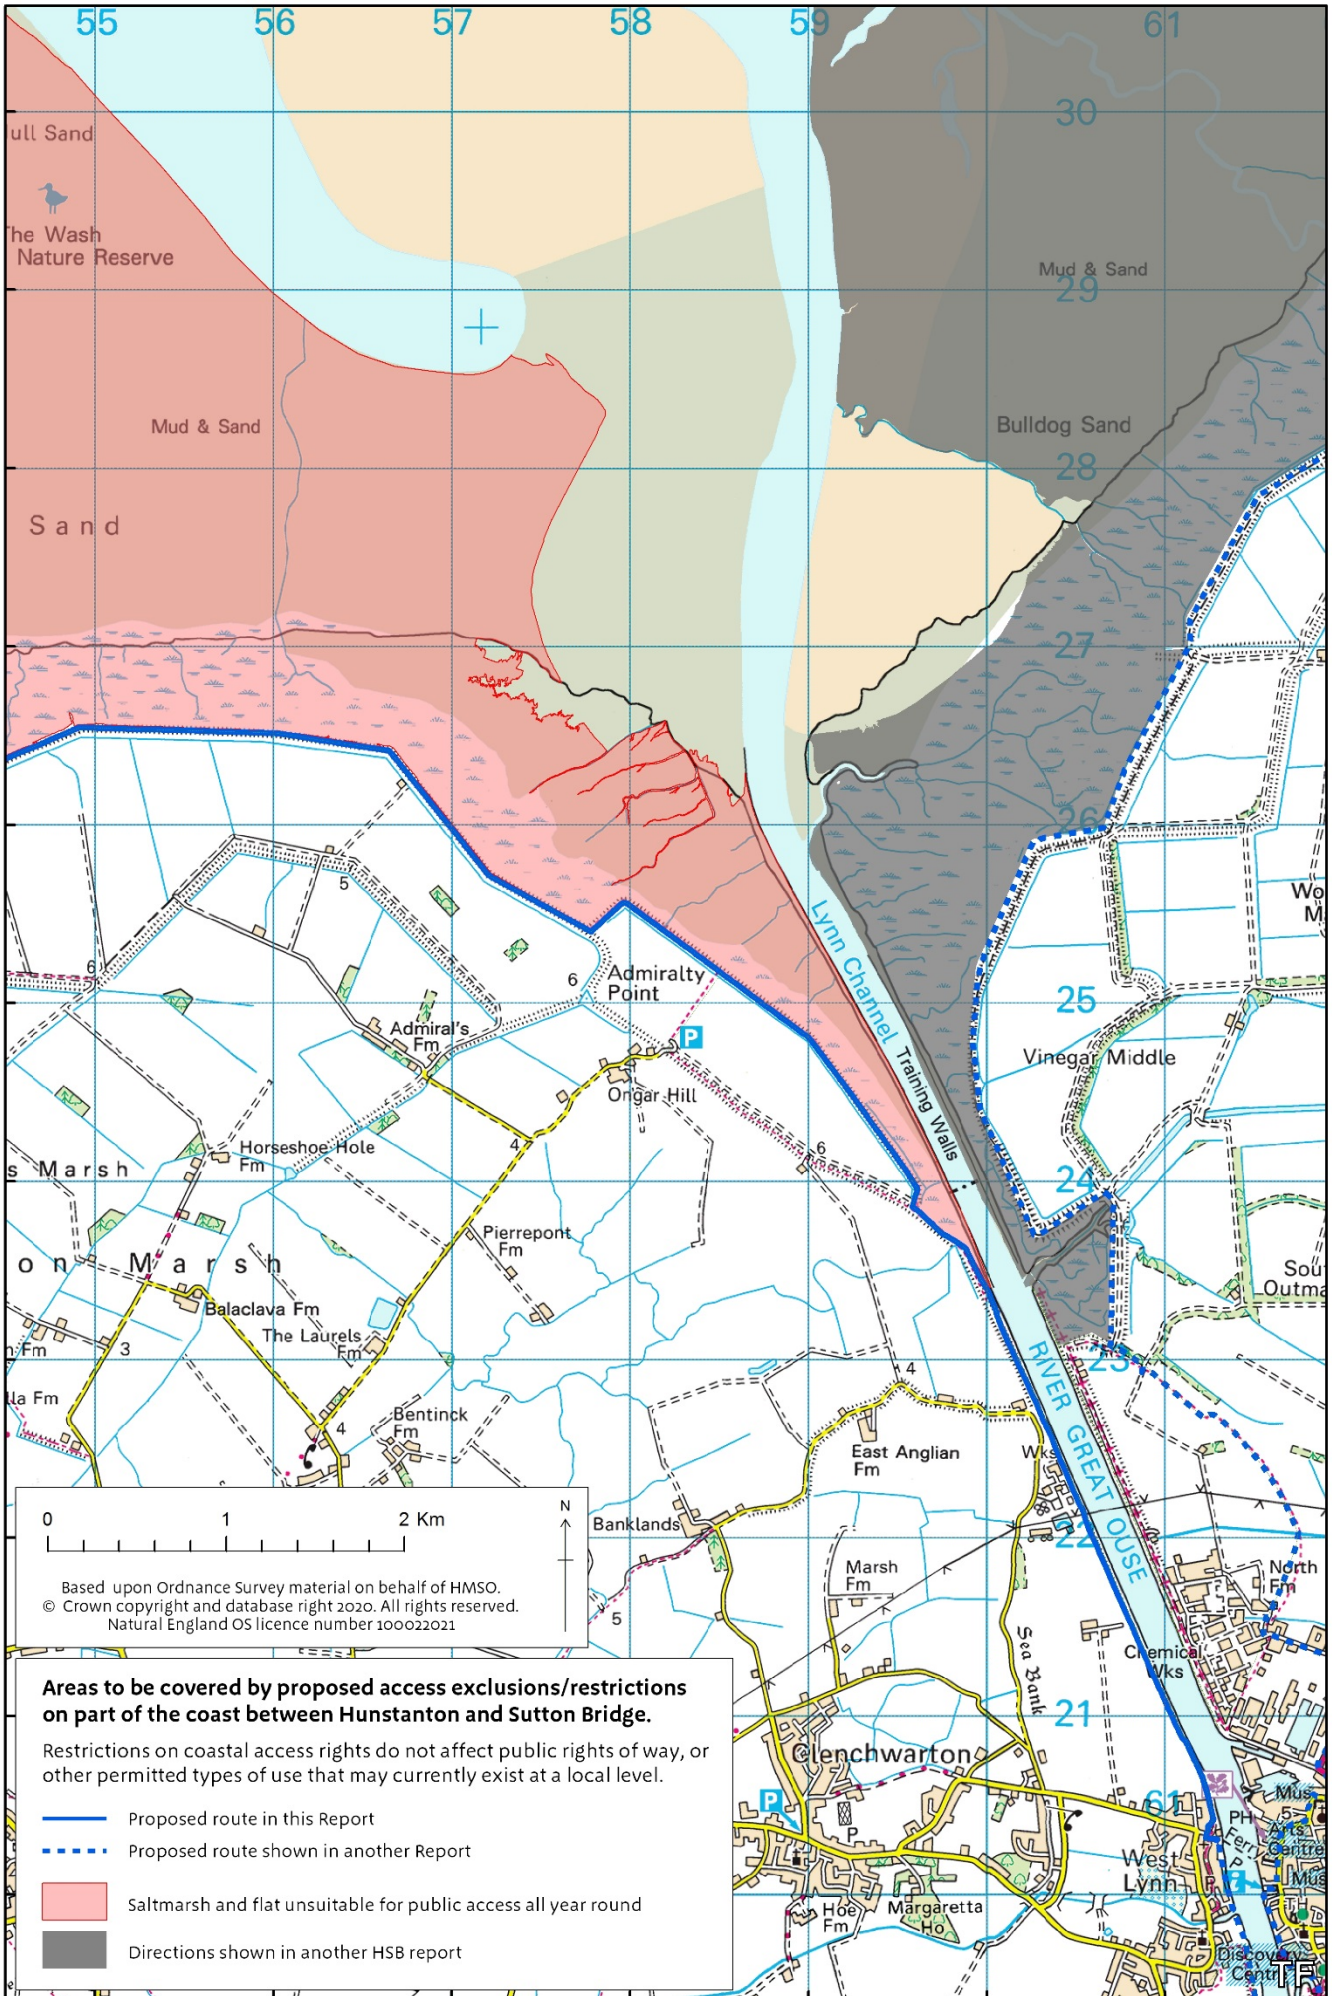 55 56 57 58 59 61
30
ull Sand
The Wash
Nature Reserve
Mud & Sand
29
Mud & Sand
Bulldog Sand
28
Sand
27
26
5
6
6
Admiralty
Point
Lynn Channel
25
Admiral's
Fm
P
Ongar Hill
Vinegar Middle
Training Walls
4
6
Horseshoe Hole
Fm
s Marsh
24
Pierrepont
Fm
on Marsh
Balaclava Fm
The Laurels
Fm
n Fm
3
Sou
Outma
23
RIVER GREAT OUSE
4
lla Fm
Bentinck
Fm
4
East Anglian
Fm
Wks
Banklands
22
Marsh
Fm
North
Fm
5
Sea Bank
Chemical
Wks
21
Clenchwarton
61
P
P
West
Lynn
PH
Ferry
P
Mus
Arts
Centre
Mus
Hoe
Fm
Margaretta
Ho
Discovery
Centr
TF
Wo
M
0 1 2 Km
N
Based upon Ordnance Survey material on behalf of HMSO.
© Crown copyright and database right 2020. All rights reserved.
Natural England OS licence number 100022021
Areas to be covered by proposed access exclusions/restrictions
on part of the coast between Hunstanton and Sutton Bridge.
Restrictions on coastal access rights do not affect public rights of way, or
other permitted types of use that may currently exist at a local level.
Proposed route in this Report
Proposed route shown in another Report
Saltmarsh and flat unsuitable for public access all year round
Directions shown in another HSB report